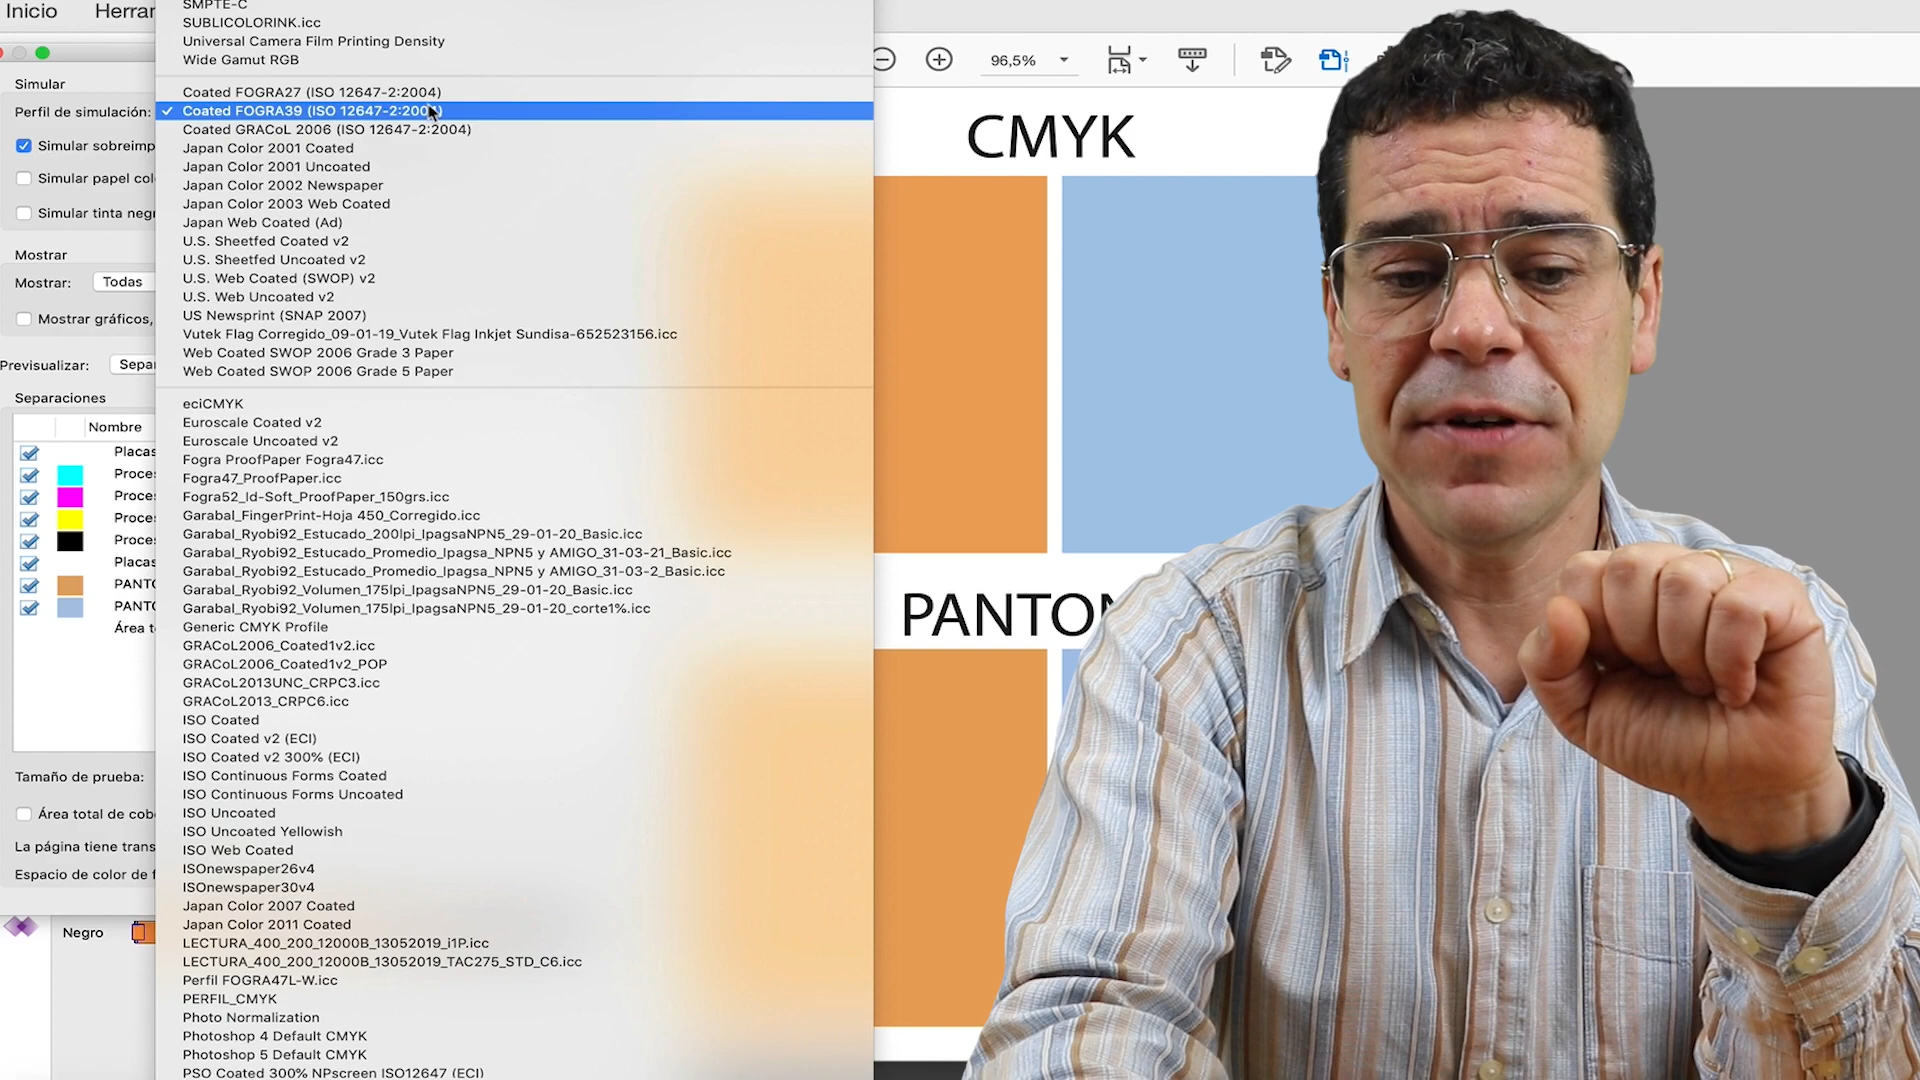 Inicio
Herrar
Simular
Perfil de simulación:
Simular sobreimp
Simular papel col
Simular tinta negr
Mostrar
Mostrar:
Todas
Mostrar gráficos,
Previsualizar:
Sepa
Separaciones
Nombre
Placas
Proce
Proce
Proce
Proce
Placas
PANTO
PANTO
Área t
Tamaño de prueba:
Área total de cob
La página tiene trans
Espacio de color de f
Negro
SMPTE-C
SUBLICOLORINK.icc
Universal Camera Film Printing Density
Wide Gamut RGB
Coated FOGRA27 (ISO 12647-2:2004)
Coated FOGRA39 (ISO 12647-2:2004)
Coated GRACoL 2006 (ISO 12647-2:2004)
Japan Color 2001 Coated
Japan Color 2001 Uncoated
Japan Color 2002 Newspaper
Japan Color 2003 Web Coated
Japan Web Coated (Ad)
U.S. Sheetfed Coated v2
U.S. Sheetfed Uncoated v2
U.S. Web Coated (SWOP) v2
U.S. Web Uncoated v2
US Newsprint (SNAP 2007)
Vutek Flag Corregido_09-01-19_Vutek Flag Inkjet Sundisa-652523156.icc
Web Coated SWOP 2006 Grade 3 Paper
Web Coated SWOP 2006 Grade 5 Paper
eciCMYK
Euroscale Coated v2
Euroscale Uncoated v2
Fogra ProofPaper Fogra47.icc
Fogra47_ProofPaper.icc
Fogra52_Id-Soft_ProofPaper_150grs.icc
Garabal_FingerPrint-Hoja 450_Corregido.icc
Garabal_Ryobi92_Estucado_200lpi_IpagsaNPN5_29-01-20_Basic.icc
Garabal_Ryobi92_Estucado_Promedio_Ipagsa_NPN5 y AMIGO_31-03-21_Basic.icc
Garabal_Ryobi92_Estucado_Promedio_Ipagsa_NPN5 y AMIGO_31-03-2_Basic.icc
Garabal_Ryobi92_Volumen_175lpi_IpagsaNPN5_29-01-20_Basic.icc
Garabal_Ryobi92_Volumen_175lpi_IpagsaNPN5_29-01-20_corte1%.icc
Generic CMYK Profile
GRACoL2006_Coated1v2.icc
GRACoL2006_Coated1v2_POP
GRACoL2013UNC_CRPC3.icc
GRACoL2013_CRPC6.icc
ISO Coated
ISO Coated v2 (ECI)
ISO Coated v2 300% (ECI)
ISO Continuous Forms Coated
ISO Continuous Forms Uncoated
ISO Uncoated
ISO Uncoated Yellowish
ISO Web Coated
ISOnewspaper26v4
ISOnewspaper30v4
Japan Color 2007 Coated
Japan Color 2011 Coated
LECTURA_400_200_12000B_13052019_i1P.icc
LECTURA_400_200_12000B_13052019_TAC275_STD_C6.icc
Perfil FOGRA47L-W.icc
PERFIL_CMYK
Photo Normalization
Photoshop 4 Default CMYK
Photoshop 5 Default CMYK
PSO Coated 300% NPscreen ISO12647 (ECI)
96,5%
CMYK
PANTON